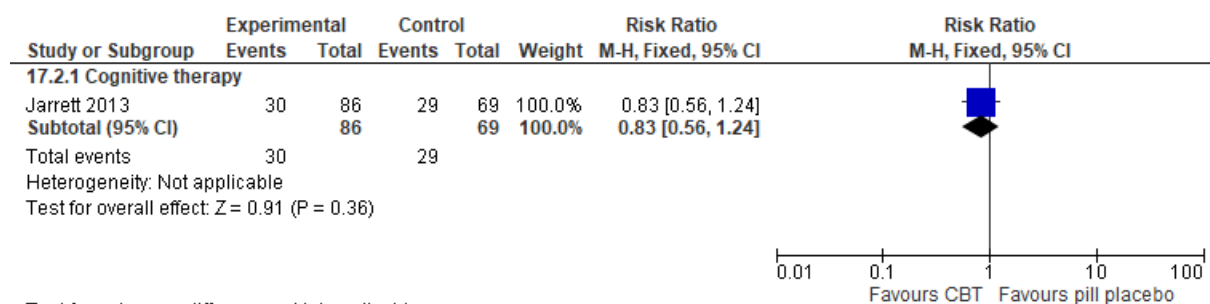 Experimental Control Risk Ratio Risk Ratio
Study or Subgroup Events Total Events Total Weight M-H, Fixed, 95% CI M-H, Fixed, 95% CI
17.2.1 Cognitive therapy
Jarrett 2013 30 86 29 69 100.0% 0.83 [0.56, 1.24]
Subtotal (95% CI) 86 69 100.0% 0.83 [0.56, 1.24]
Total events 30 29
Heterogeneity: Not applicable
Test for overall effect: Z = 0.91 (P = 0.36)
0.01 0.1 1 10 100
Favours CBT Favours pill placebo